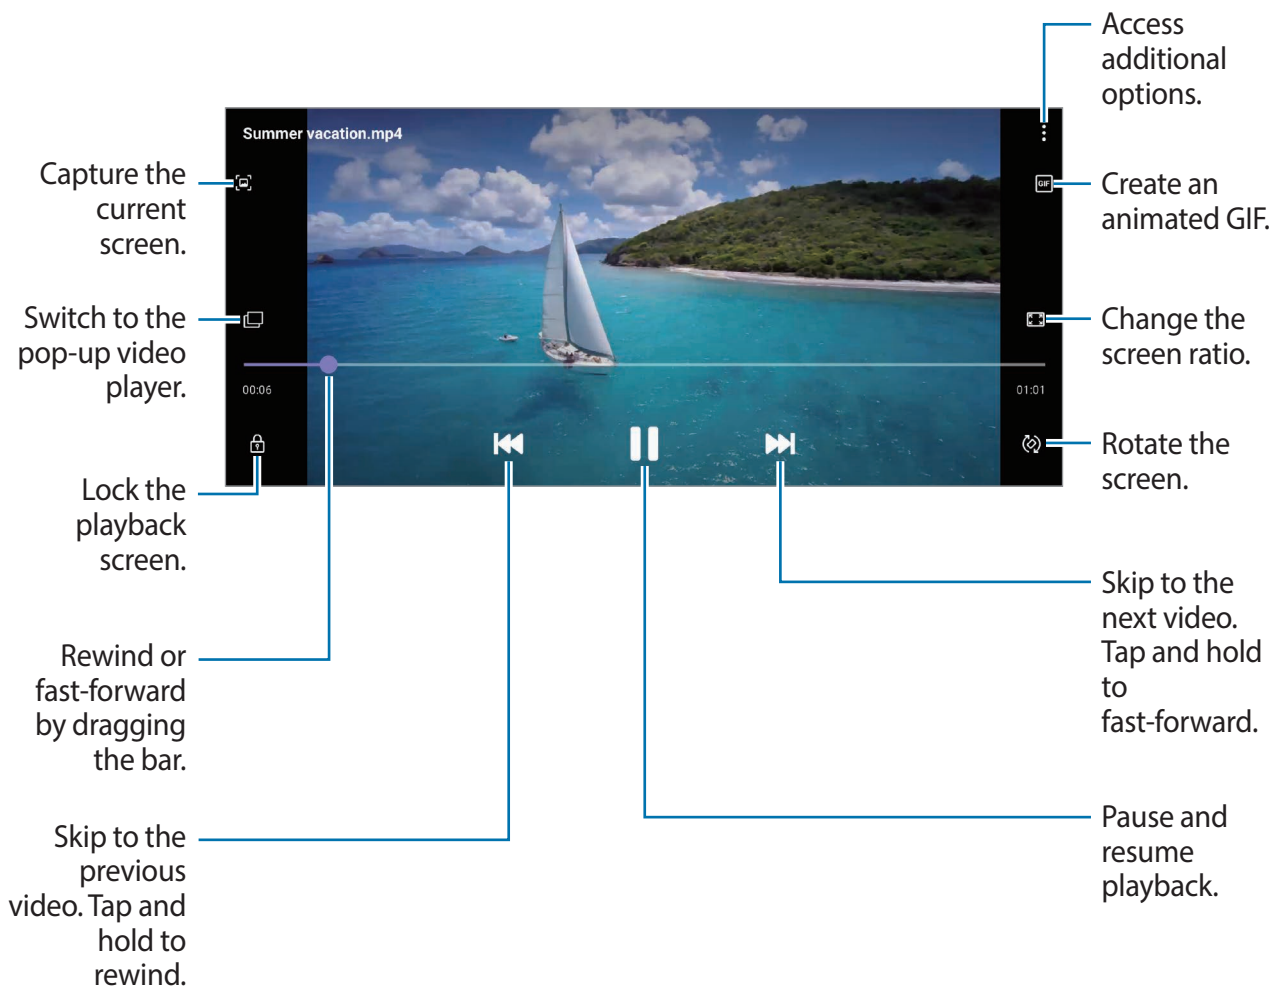 Access
additional
options.
Summer vacation.mp4
Capture the
current
screen.
GIF
Create an
animated GIF.
Switch to the
pop-up video
player.
Change the
screen ratio.
00:06
01:01
Lock the
playback
screen.
Rotate the
screen.
Rewind or
fast-forward
by dragging
the bar.
Skip to the
next video.
Tap and hold
to
fast-forward.
Skip to the
previous
video. Tap and
hold to
rewind.
Pause and
resume
playback.